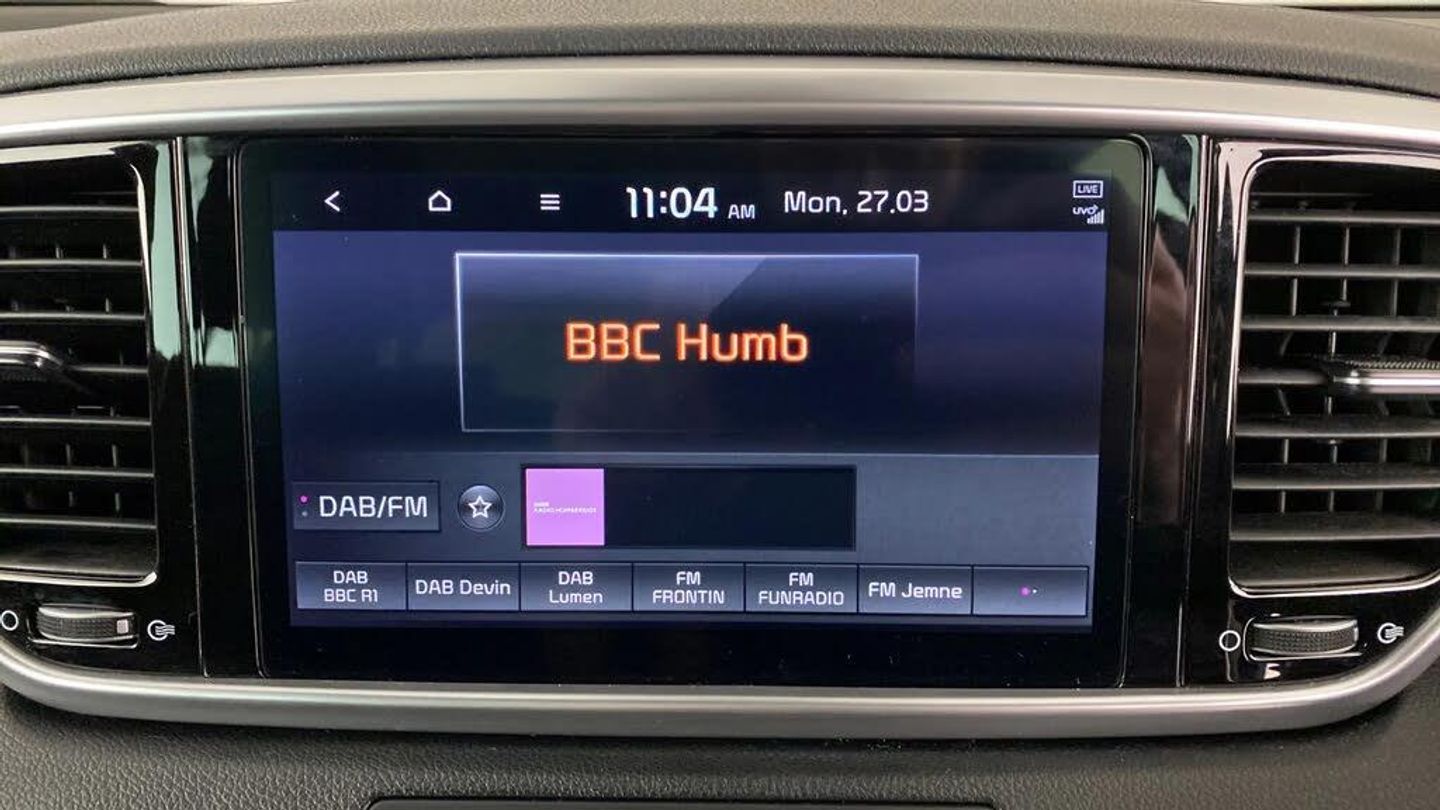 11:04 AM Mon, 27.03
LIVE
UVO
BBC Humb
DAB/FM
DAB
BBC R1
DAB Devin
DAB
Lumen
FM
FRONTIN
FM
FUNRADIO
FM Jemne